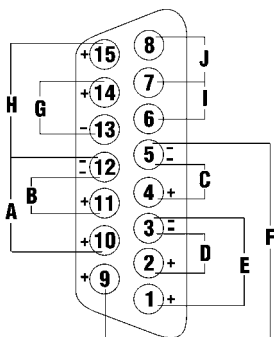 + 15 8 J
H + 14 7 I
G − 13 6
− 12 5 −
B C
A + 11 4 +
+ 10 3 −
D E F
+ 9 2 +
1 +